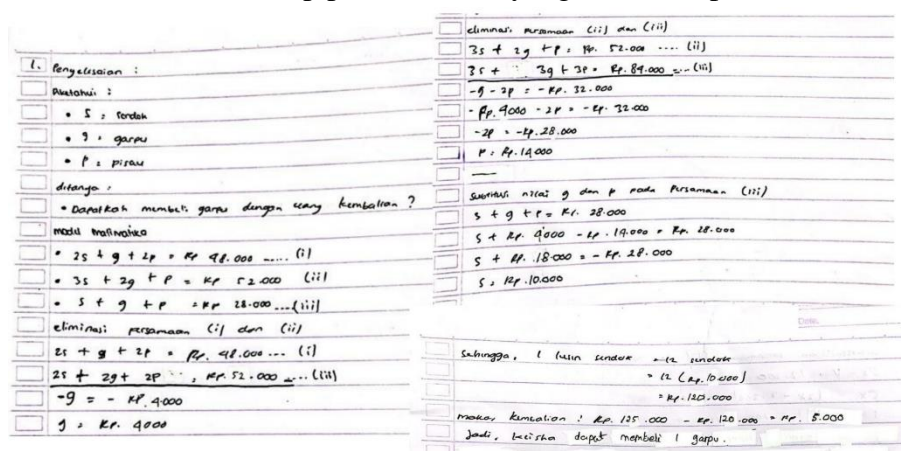 1. Penyelesaian :
Diketahui :
• S = Sendok
• g = garpu
• p = pisau
ditanya :
• Dapatkah membeli garpu dengan uang kembalian ?
modul matematika
• 2s + g + 2p = Rp 48.000 ..... (i)
• 3s + 2g + p = Rp 52.000 (ii)
• s + g + p = Rp 28.000 ....(iii)
eliminasi persamaan (i) dan (ii)
2s + g + 2p = Rp. 48.000 ... (i)
2s + 2g + 2p = Rp. 52.000 .... (iii)
-g = - Rp. 4.000
g = Rp. 4000
eliminasi persamaan (ii) dan (iii)
3s + 2g + p = Rp. 52.000 .... (ii)
3s + 3g + 3p = Rp. 84.000 .... (iii)
-g - 2p = - Rp. 32.000
- Rp. 4000 - 2p = - Rp. 32.000
-2p = -Rp. 28.000
p = Rp. 14.000
substitusi nilai g dan p pada persamaan (iii)
s + g + p = Rp. 28.000
s + Rp. 4000 - Rp. 14.000 = Rp. 28.000
s + Rp. 18.000 = - Rp. 28.000
s = Rp. 10.000
Sehingga, 1 lusin sendok = 12 sendok
= 12 (Rp. 10.000)
= Rp. 120.000
maka, kembalian : Rp. 125.000 - Rp. 120.000 = Rp. 5.000
Jadi, dapat membeli 1 garpu.